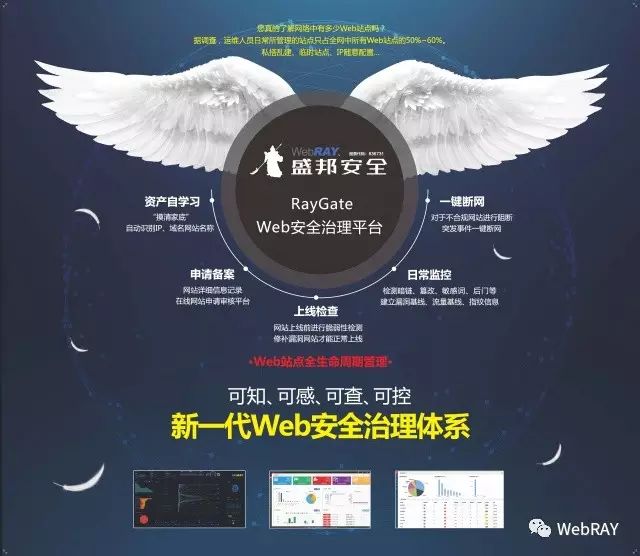 您真的了解网络中有多少Web站点吗？
据调查，运维人员日常所管理的站点只占全网中所有Web站点的50%~60%。
私搭乱建、临时站点、IP随意配置...
WebRAY
股票代码：836731
盛邦安全
RayGate
Web安全治理平台
资产自学习
“摸清家底”
自动识别IP、域名网站名称
一键断网
对于不合规网站进行阻断
突发事件一键断网
申请备案
网站详细信息记录
在线网站申请审核平台
日常监控
检测暗链、篡改、敏感词、后门等
建立漏洞基线、流量基线、指纹信息
上线检查
网站上线前进行脆弱性检测
修补漏洞网站才能正常上线
•Web站点全生命周期管理•
可知、可感、可查、可控
新一代Web安全治理体系
WebRAY